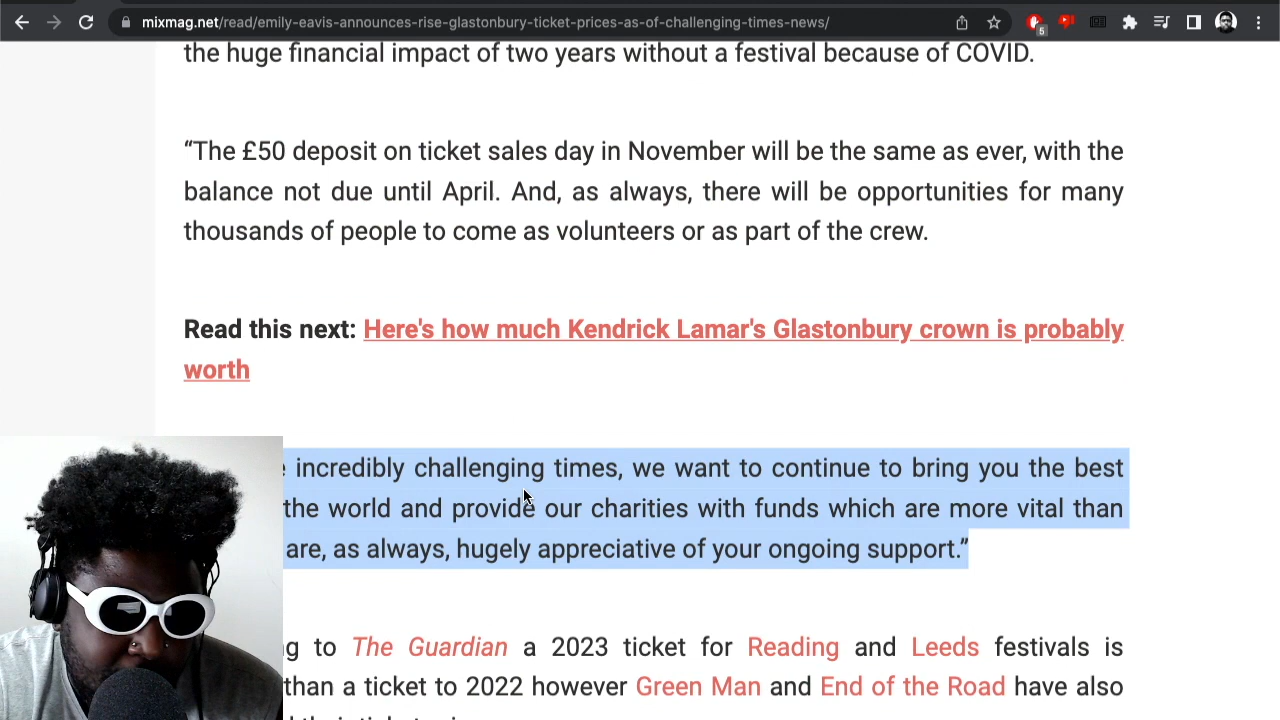 mixmag.net/read/emily-eavis-announces-rise-glastonbury-ticket-prices-as-of-challenging-times-news/
5
the huge financial impact of two years without a festival because of COVID.
“The £50 deposit on ticket sales day in November will be the same as ever, with the
balance not due until April. And, as always, there will be opportunities for many
thousands of people to come as volunteers or as part of the crew.
Read this next: Here's how much Kendrick Lamar's Glastonbury crown is probably
worth
incredibly challenging times, we want to continue to bring you the best
the world and provide our charities with funds which are more vital than
are, as always, hugely appreciative of your ongoing support.”
to The Guardian a 2023 ticket for Reading and Leeds festivals is
than a ticket to 2022 however Green Man and End of the Road have also